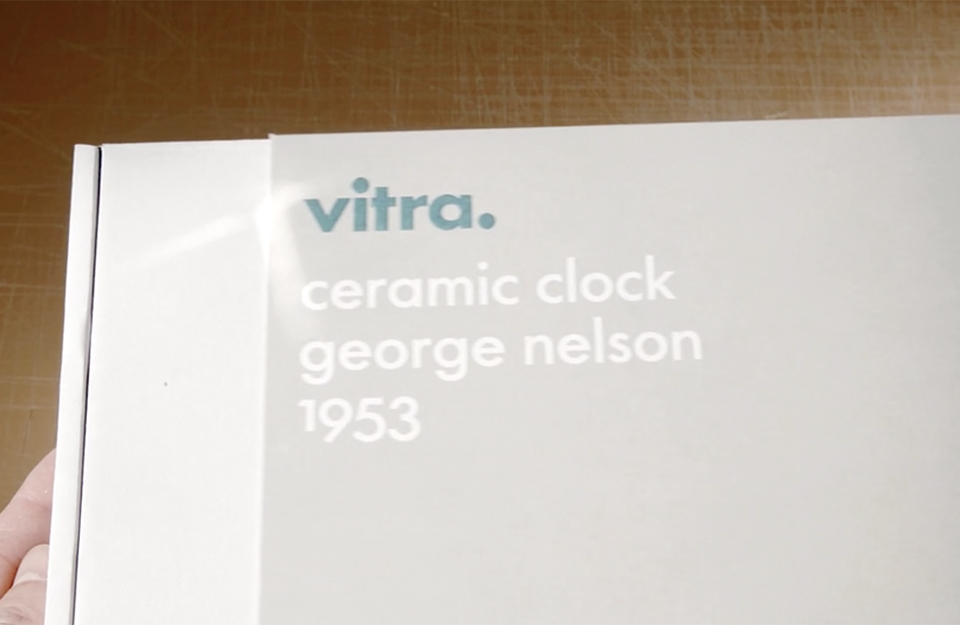 vitra.
ceramic clock
george nelson
1953